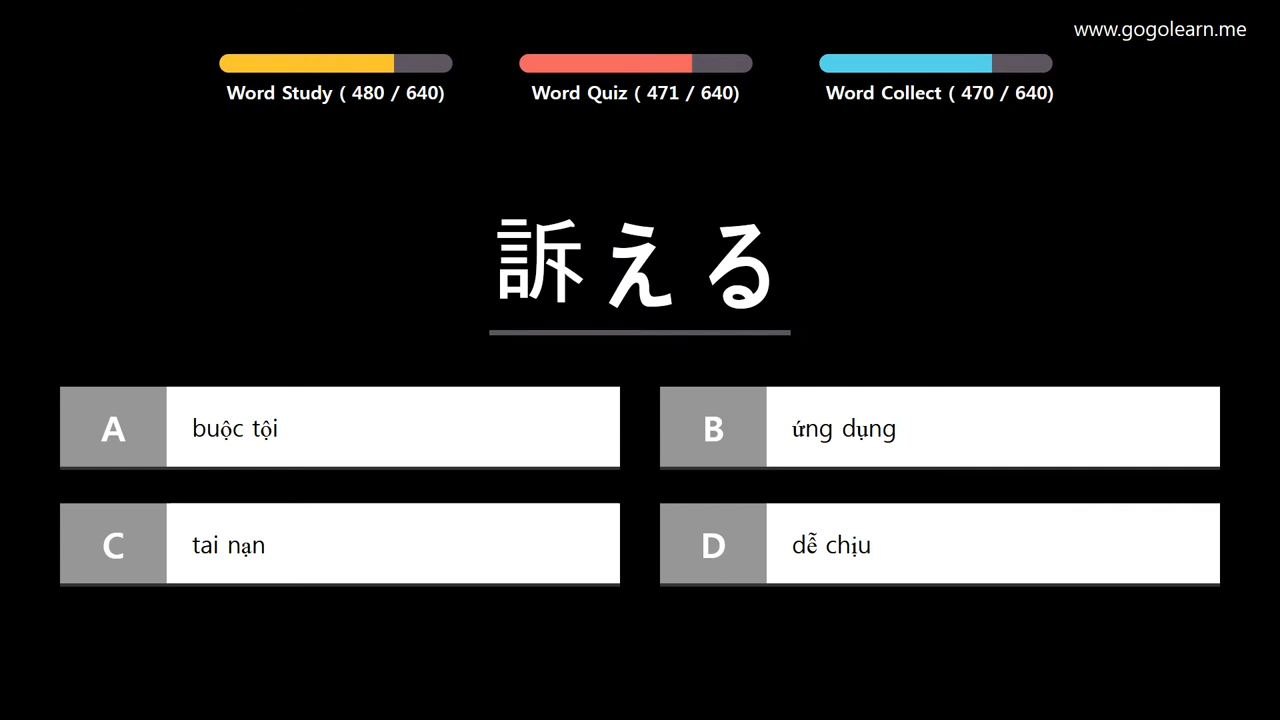 www.gogolearn.me
Word Study ( 480 / 640)
Word Quiz ( 471 / 640)
Word Collect ( 470 / 640)
訴える
A buộc tội
B ứng dụng
C tai nạn
D dễ chịu